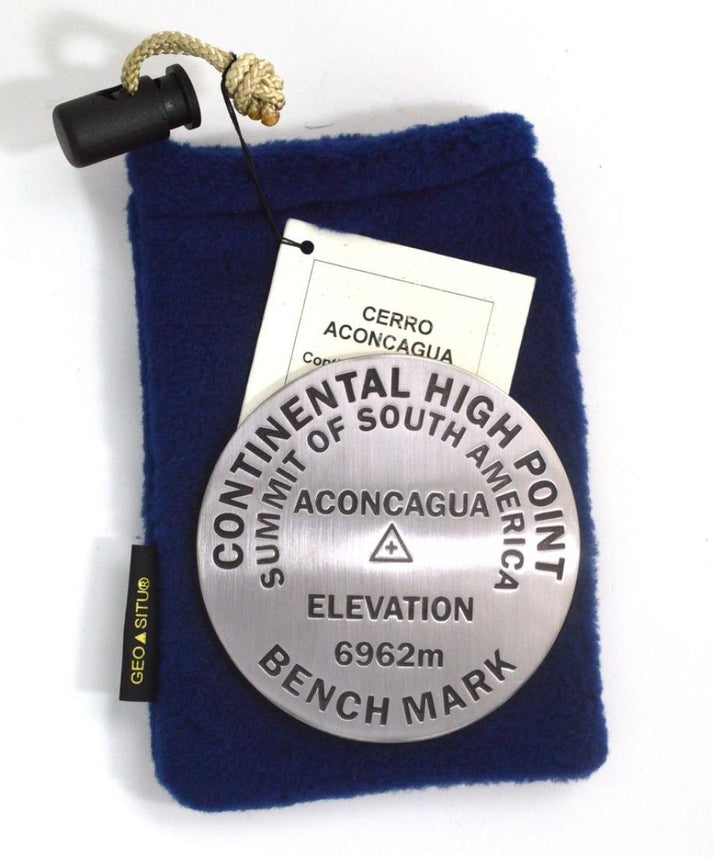 CERRO
ACONCAGUA
CONTINENTAL HIGH POINT
SUMMIT OF SOUTH AMERICA
ACONCAGUA
ELEVATION
6962m
BENCH MARK
GEO▲SITU®